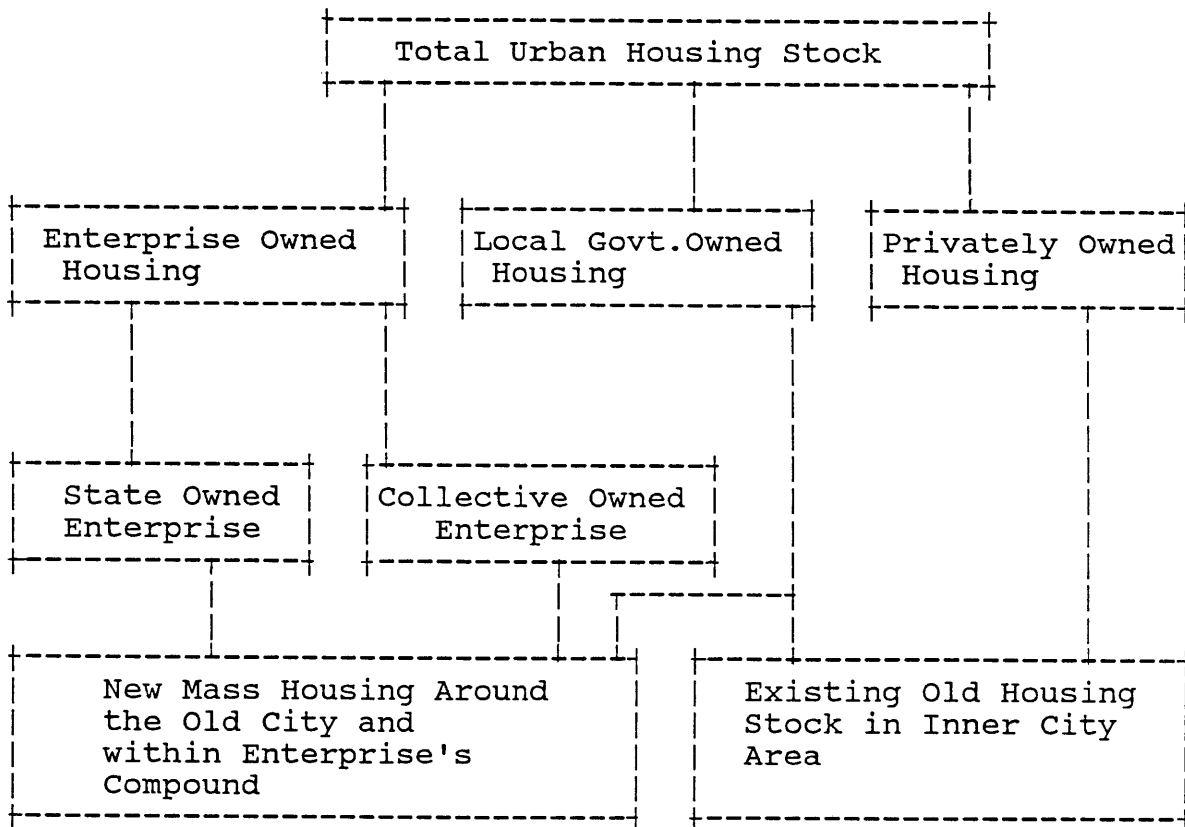 Total Urban Housing Stock
Enterprise Owned
Housing
Local Govt.Owned
Housing
Privately Owned
Housing
State Owned
Enterprise
Collective Owned
Enterprise
New Mass Housing Around
the Old City and
within Enterprise's
Compound
Existing Old Housing
Stock in Inner City
Area